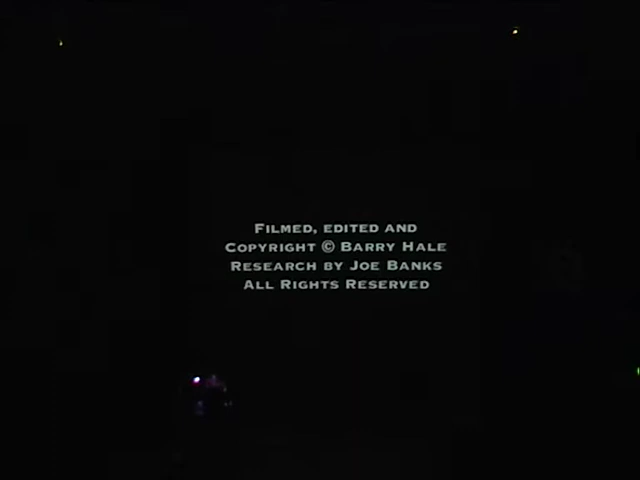 Filmed, edited and
Copyright © Barry Hale
Research by Joe Banks
All Rights Reserved